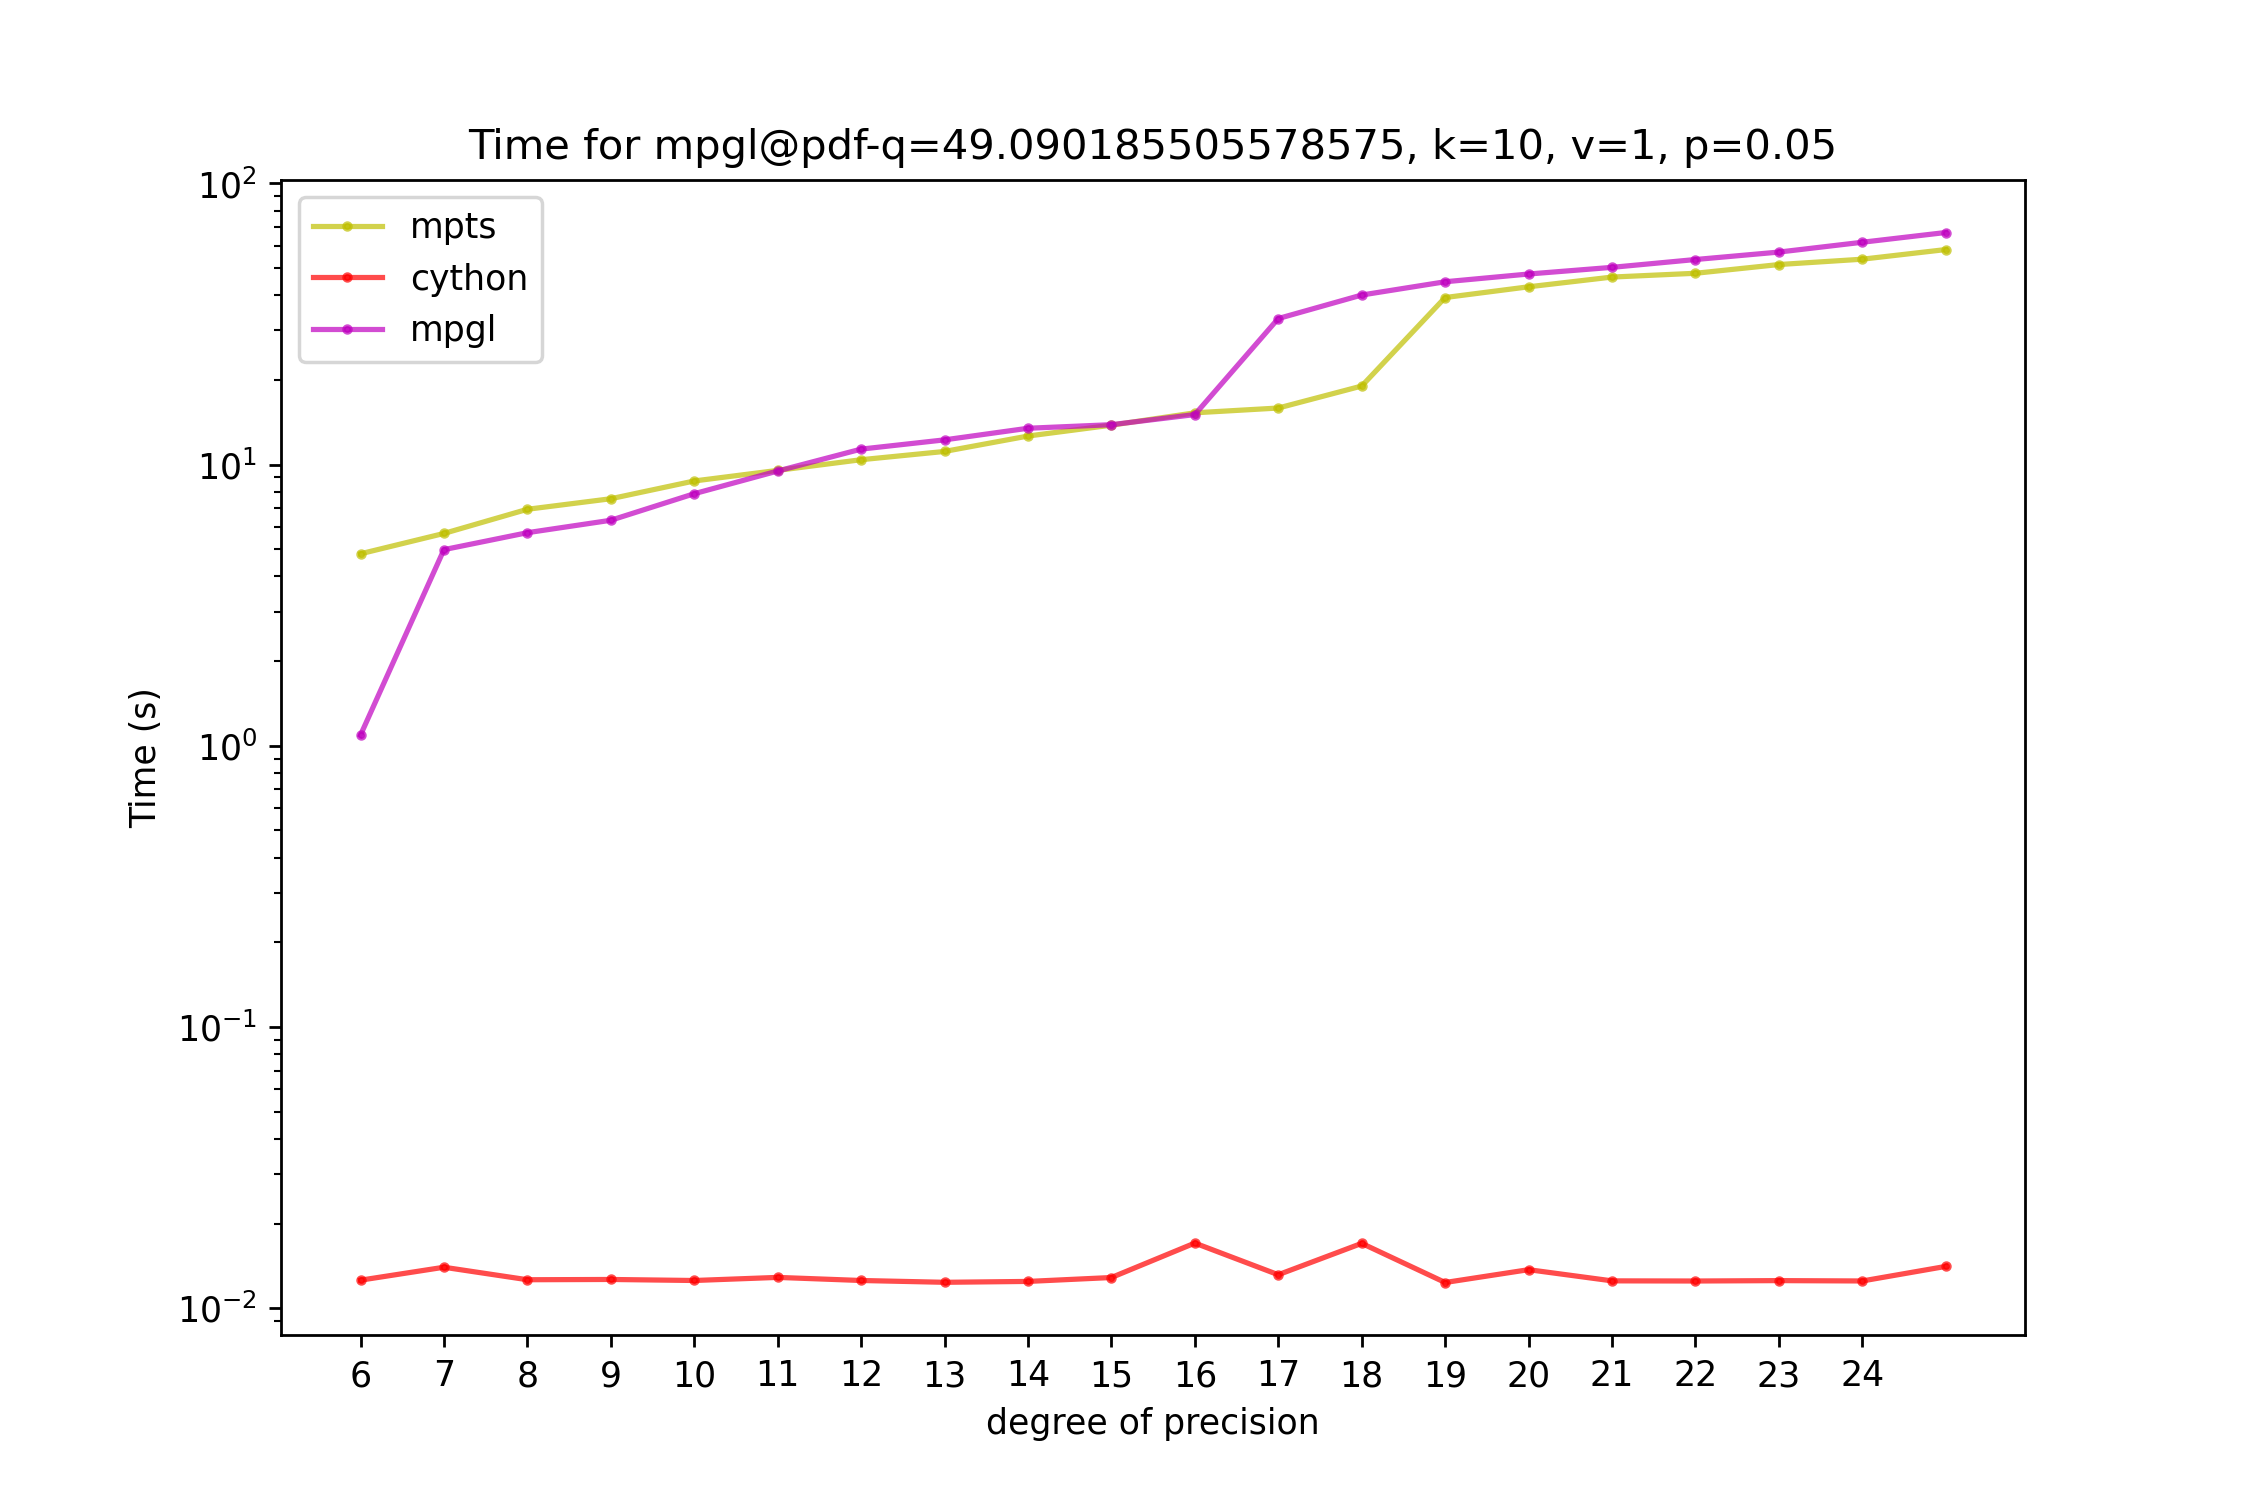 Time for mpgl@pdf-q=49.090185505578575, k=10, v=1, p=0.05
10²
10¹
10⁰
10⁻¹
10⁻²
Time (s)
mpts
cython
mpgl
6 7 8 9 10 11 12 13 14 15 16 17 18 19 20 21 22 23 24
degree of precision